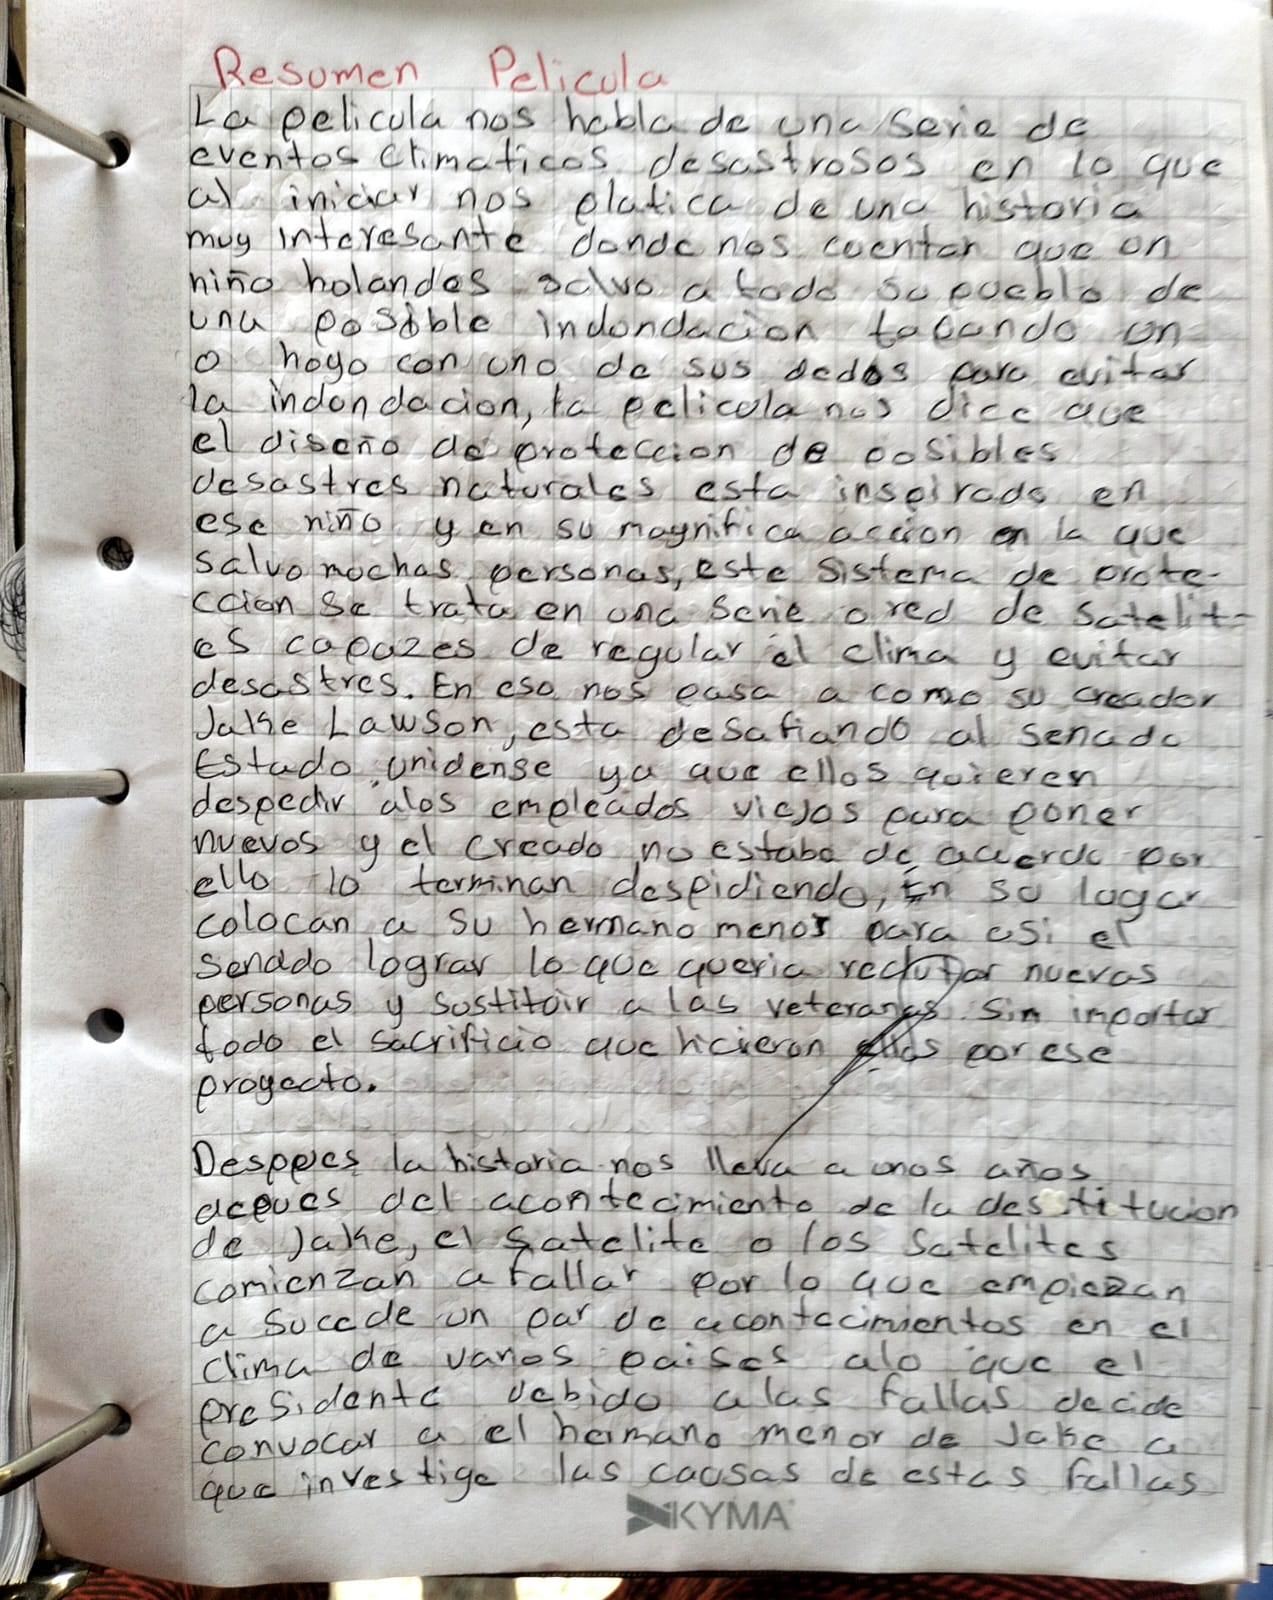 Resumen Pelicula
La pelicula nos habla de una serie de
eventos climaticos desastrosos en lo que
al iniciar nos platica de una historia
muy interesante donde nos cuentan que un
niño holandes salvo a todo su pueblo de
una posible indondacion tapando un
o hoyo con uno de sus dedos para evitar
la indondacion, la pelicula nos dice que
el diseño de proteccion de posibles
desastres naturales esta inspirado en
ese niño y en su magnifica accion en la que
salvo muchas personas, este sistema de prote-
ccion se trata en una serie o red de satelit-
es capazes de regular el clima y evitar
desastres. En eso nos pasa a como su creador
Jake Lawson, esta desafiando al senado
Estado unidense ya que ellos quieren
despedir alos empleados viejos para poner
nuevos y el creado no estaba de acuerdo por
ello lo terminan despidiendo, En su lugar
colocan a su hermano menor para asi el
senado lograr lo que queria reclutar nuevas
personas y sustituir a las veteranas sin importar
todo el sacrificio que hicieron ellas por ese
proyecto.
Despues la historia nos lleva a unos años
depues del acontecimiento de la destitucion
de Jake, el satelite o los satelites
comienzan a fallar por lo que empiezan
a sucede un par de acontecimientos en el
clima de varios paises alo que el
presidente debido a las fallas decide
convocar a el hermano menor de Jake a
que investige las causas de estas fallas
KYMA